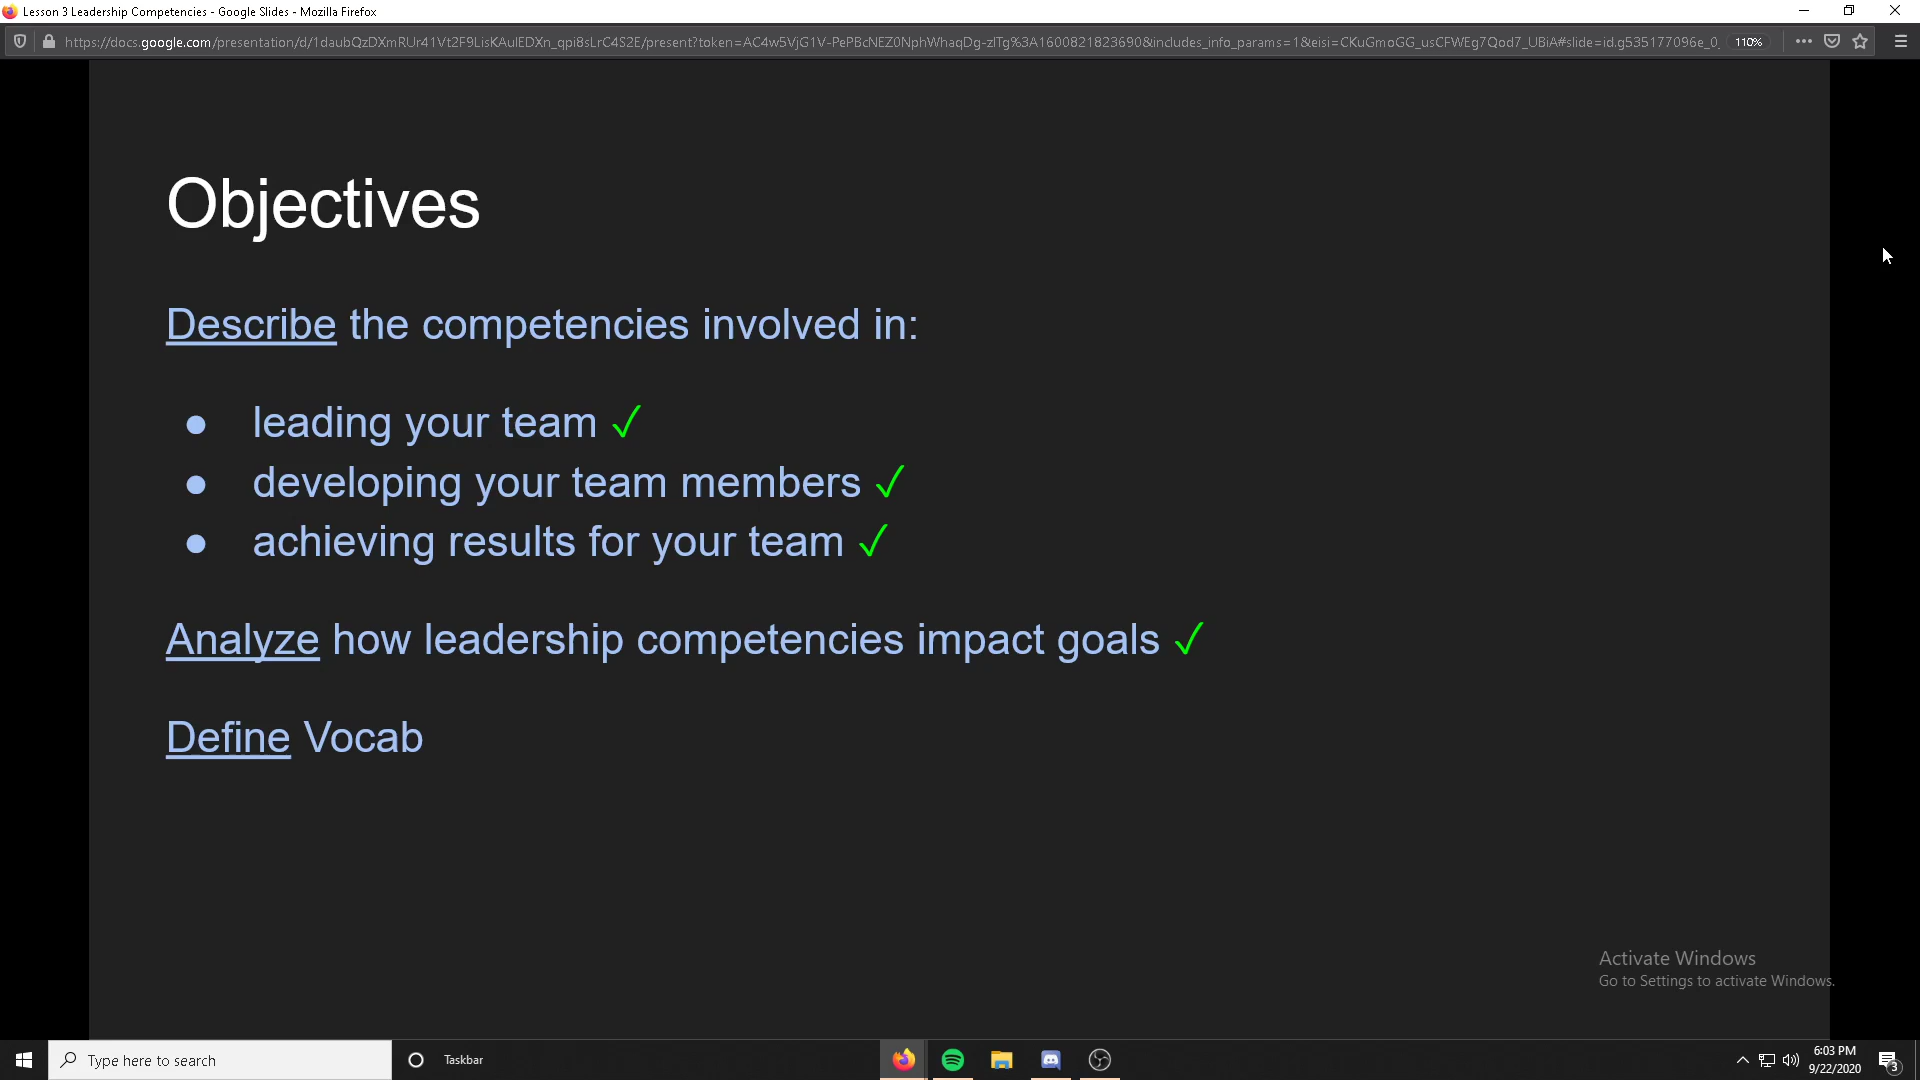 Lesson 3 Leadership Competencies - Google Slides - Mozilla Firefox
https://docs.google.com/presentation/d/1daubQzDXmRUr41Vt2F9LisKAulEDXn_qpi8sLrC4S2E/present?token=AC4w5VjG1V-PePBcNEZ0NphWhaqDg-zlTg%3A1600821823690&includes_info_params=1&eisi=CKuGmoGG_usCFWEg7Qod7_UBiA#slide=id.g535177096e_0_ 110%
Objectives
Describe the competencies involved in:
● leading your team ✓
● developing your team members ✓
● achieving results for your team ✓
Analyze how leadership competencies impact goals ✓
Define Vocab
Activate Windows
Go to Settings to activate Windows.
Type here to search
Taskbar
6:03 PM
9/22/2020
3